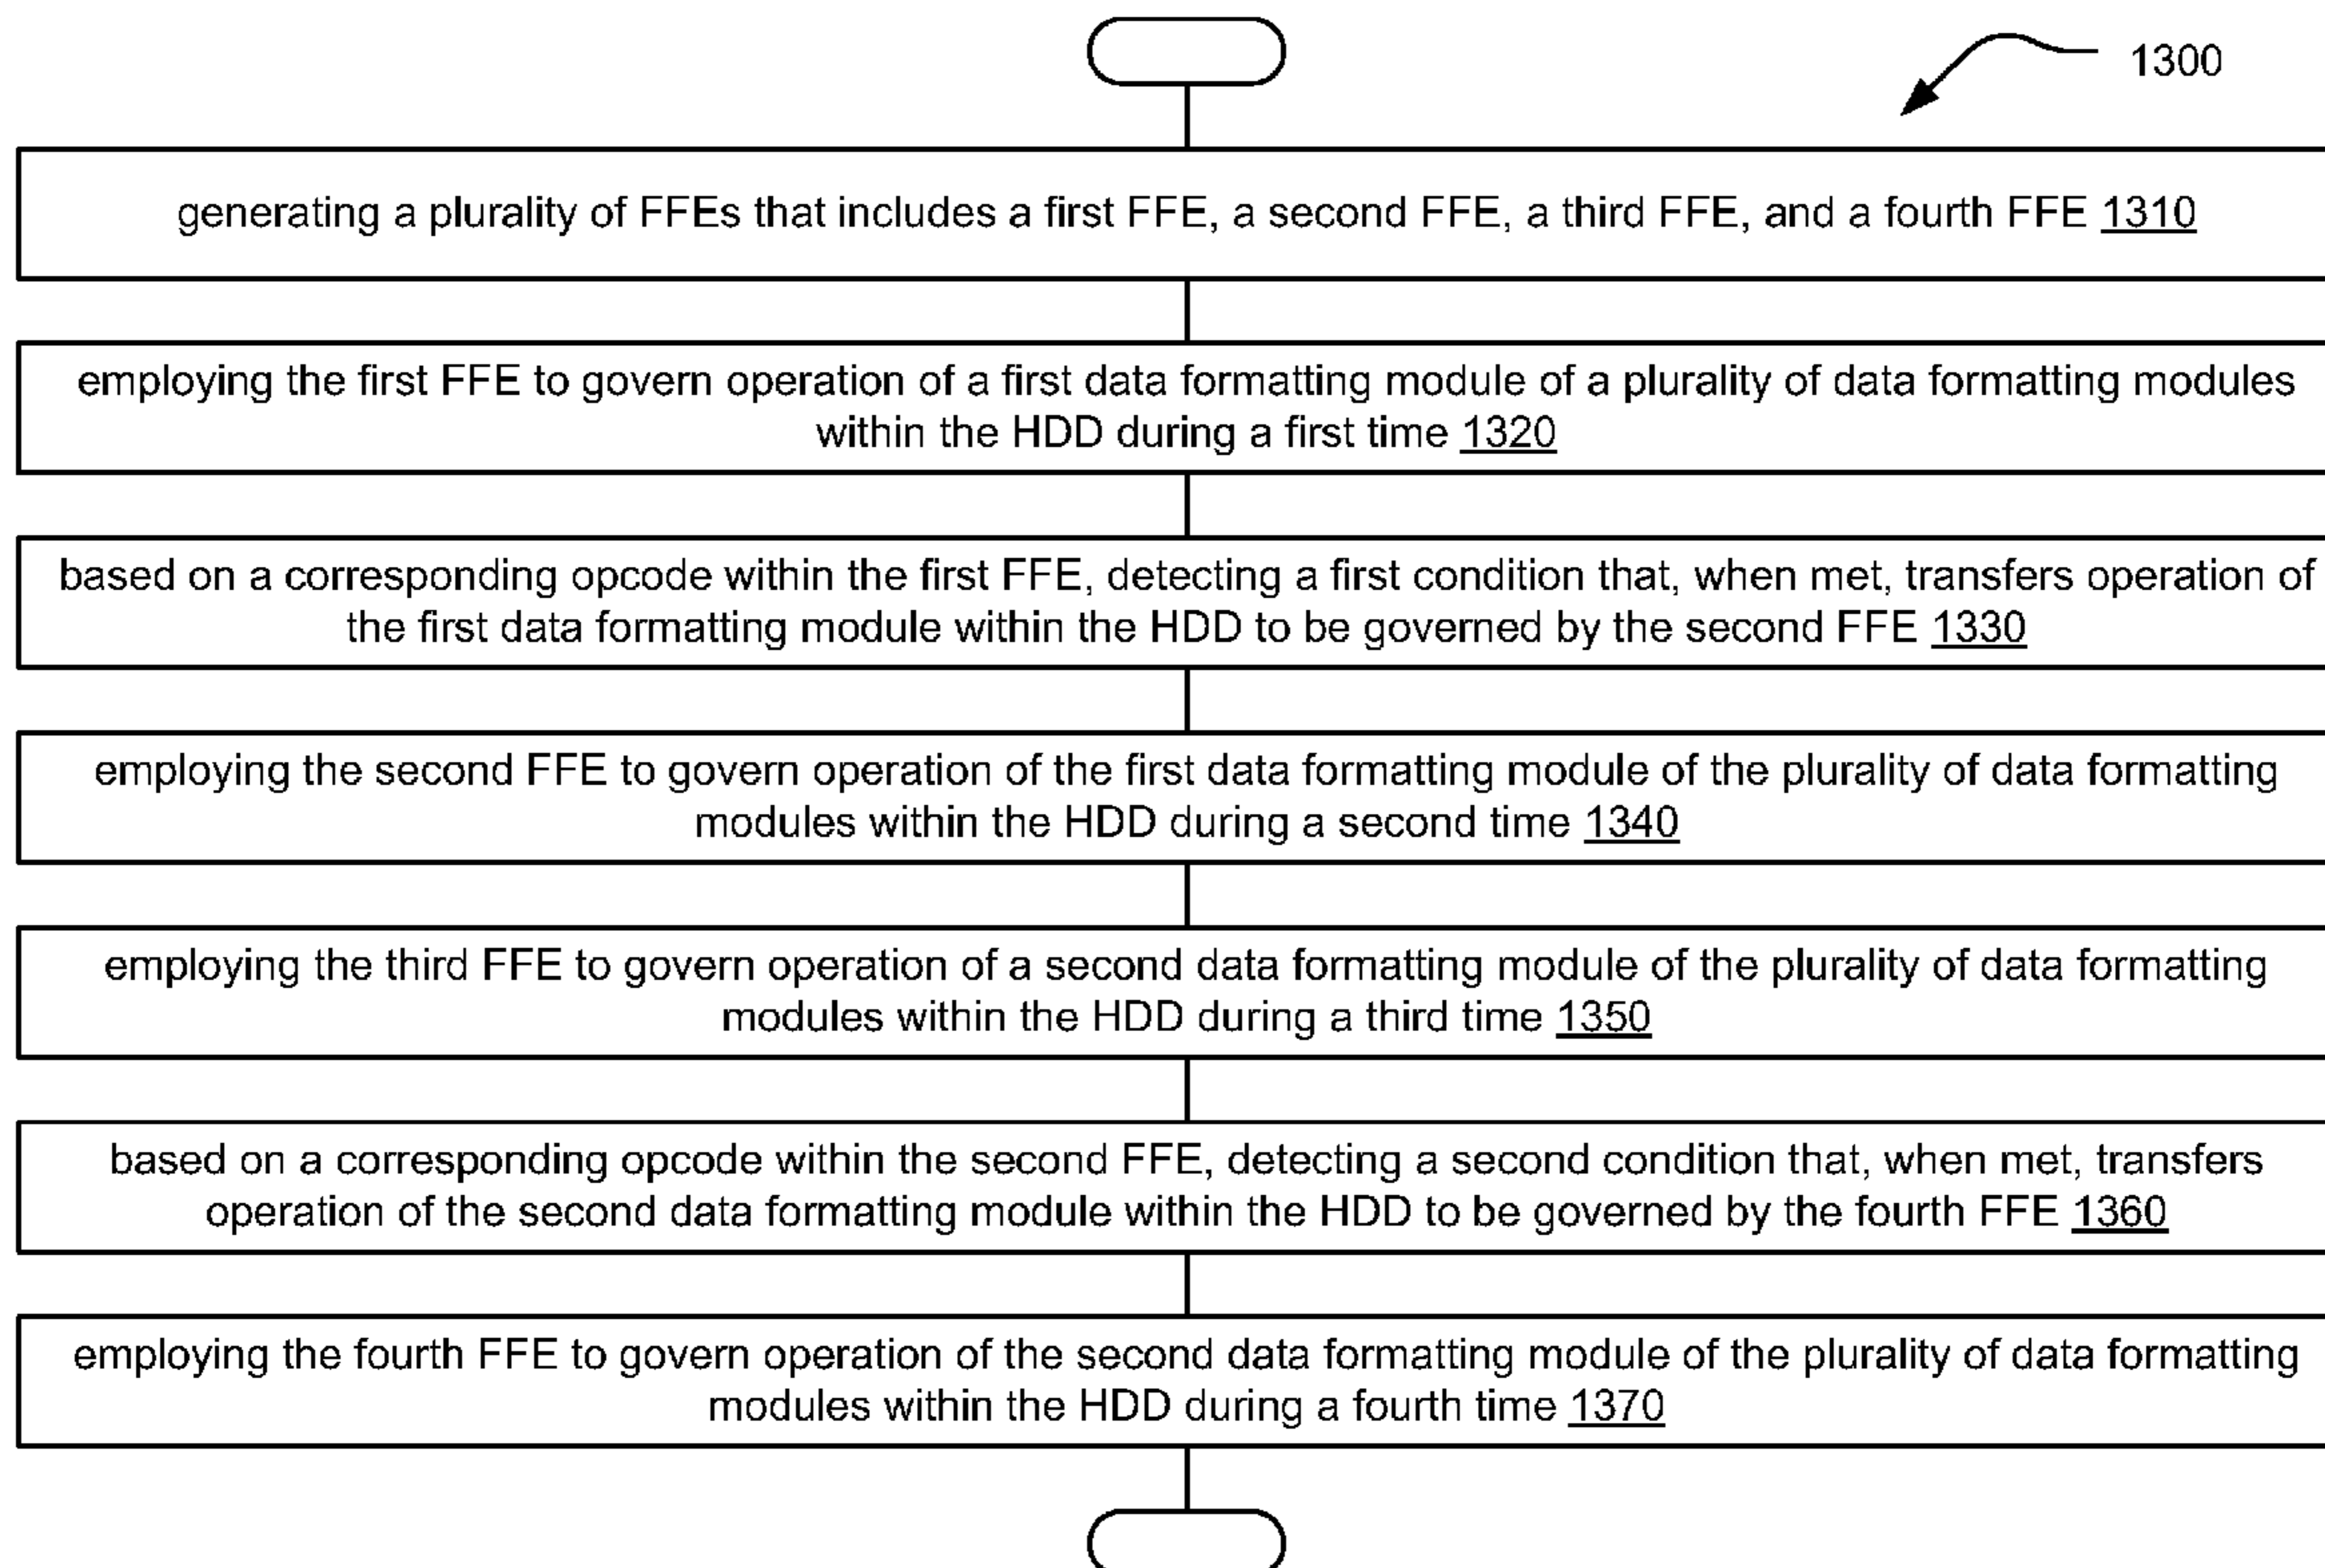 1300
generating a plurality of FFEs that includes a first FFE, a second FFE, a third FFE, and a fourth FFE 1310
employing the first FFE to govern operation of a first data formatting module of a plurality of data formatting modules
within the HDD during a first time 1320
based on a corresponding opcode within the first FFE, detecting a first condition that, when met, transfers operation of
the first data formatting module within the HDD to be governed by the second FFE 1330
employing the second FFE to govern operation of the first data formatting module of the plurality of data formatting
modules within the HDD during a second time 1340
employing the third FFE to govern operation of a second data formatting module of the plurality of data formatting
modules within the HDD during a third time 1350
based on a corresponding opcode within the second FFE, detecting a second condition that, when met, transfers
operation of the second data formatting module within the HDD to be governed by the fourth FFE 1360
employing the fourth FFE to govern operation of the second data formatting module of the plurality of data formatting
modules within the HDD during a fourth time 1370